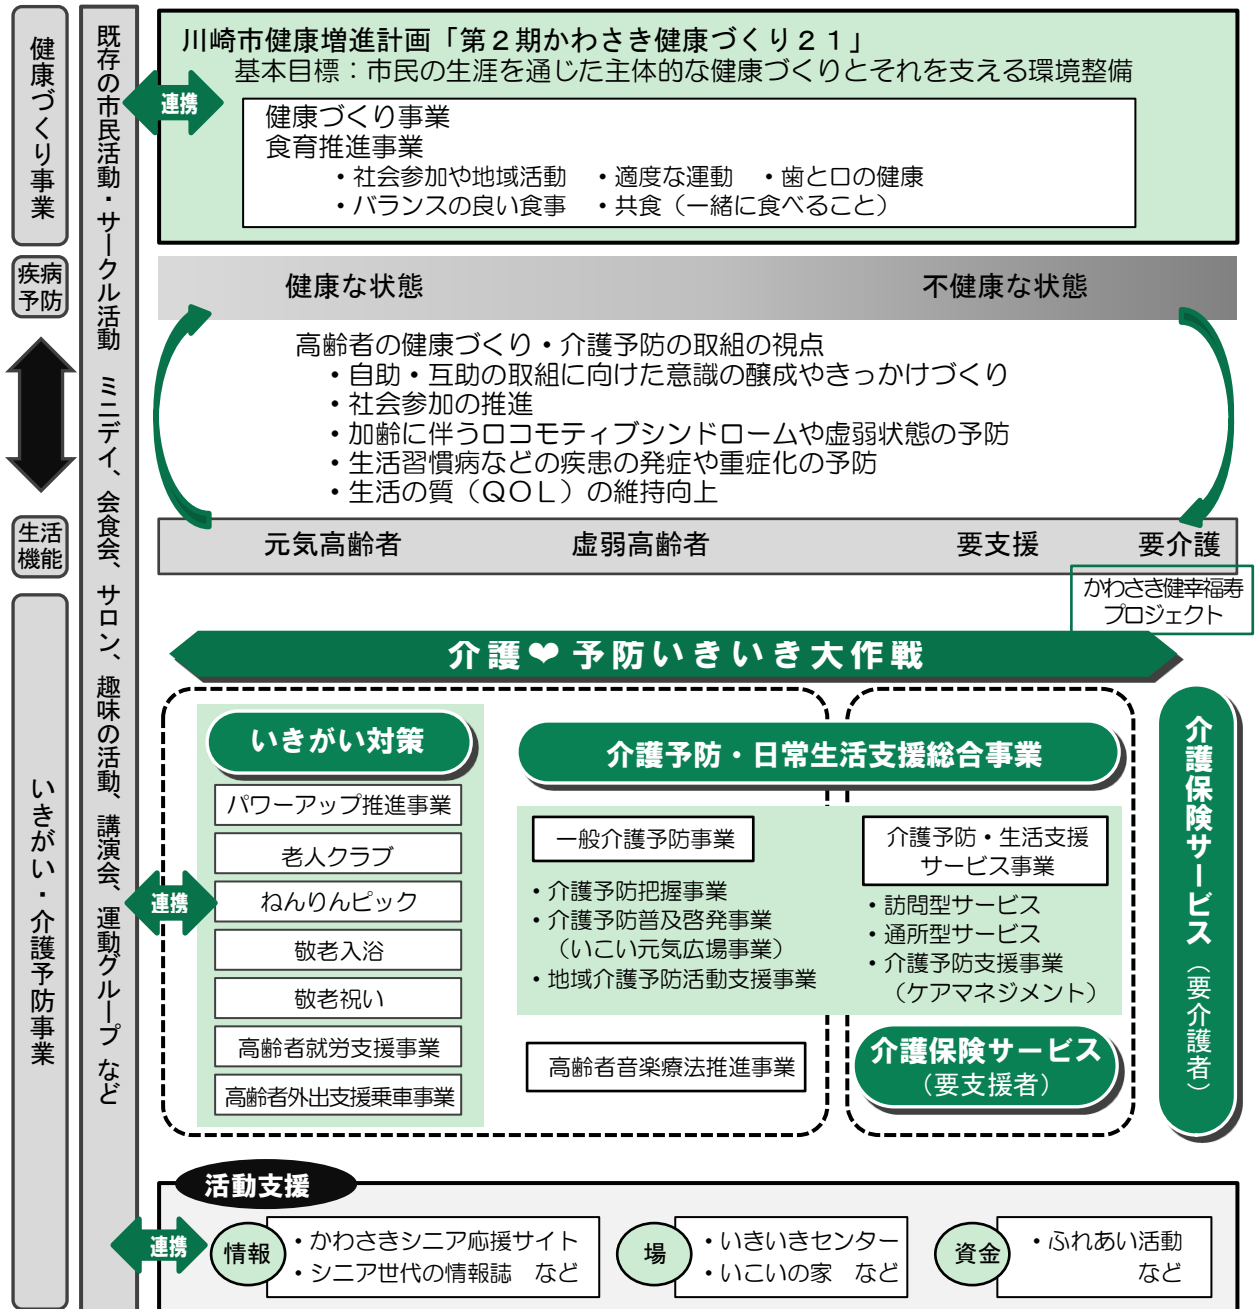 健康づくり事業
疾病
予防
生活
機能
いきがい・介護予防事業
既存の市民活動・サークル活動　ミニデイ、会食会、サロン、趣味の活動、講演会、運動グループ など
川崎市健康増進計画「第２期かわさき健康づくり２１」
基本目標：市民の生涯を通じた主体的な健康づくりとそれを支える環境整備
連携
健康づくり事業
食育推進事業
・社会参加や地域活動　・適度な運動　・歯と口の健康
・バランスの良い食事　・共食（一緒に食べること）
健康な状態　不健康な状態
高齢者の健康づくり・介護予防の取組の視点
・自助・互助の取組に向けた意識の醸成やきっかけづくり
・社会参加の推進
・加齢に伴うロコモティブシンドロームや虚弱状態の予防
・生活習慣病などの疾患の発症や重症化の予防
・生活の質（ＱＯＬ）の維持向上
元気高齢者　虚弱高齢者　要支援　要介護
かわさき健幸福寿
プロジェクト
介護❤予防いきいき大作戦
いきがい対策
パワーアップ推進事業
老人クラブ
連携
ねんりんピック
敬老入浴
敬老祝い
高齢者就労支援事業
高齢者外出支援乗車事業
介護予防・日常生活支援総合事業
一般介護予防事業
・介護予防把握事業
・介護予防普及啓発事業
（いこい元気広場事業）
・地域介護予防活動支援事業
高齢者音楽療法推進事業
介護予防・生活支援
サービス事業
・訪問型サービス
・通所型サービス
・介護予防支援事業
（ケアマネジメント）
介護保険サービス
（要支援者）
介護保険サービス（要介護者）
活動支援
連携
情報
・かわさきシニア応援サイト
・シニア世代の情報誌　など
場
・いきいきセンター
・いこいの家　など
資金
・ふれあい活動
など